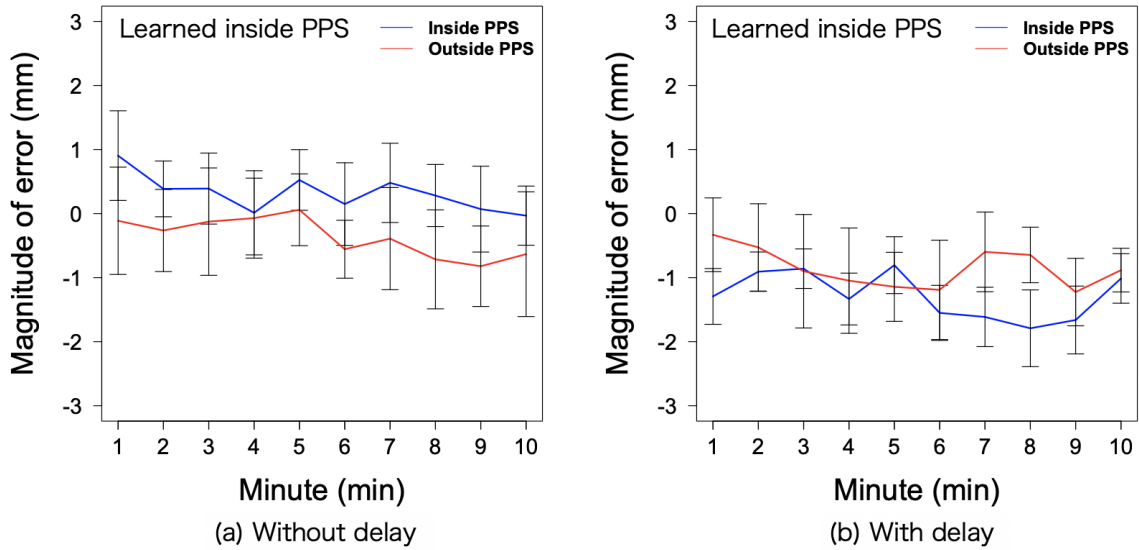 Learned inside PPS
Inside PPS
Outside PPS
Magnitude of error (mm)
3
2
1
0
-1
-2
-3
1 2 3 4 5 6 7 8 9 10
Minute (min)
(a) Without delay
Learned inside PPS
Inside PPS
Outside PPS
Magnitude of error (mm)
3
2
1
0
-1
-2
-3
1 2 3 4 5 6 7 8 9 10
Minute (min)
(b) With delay